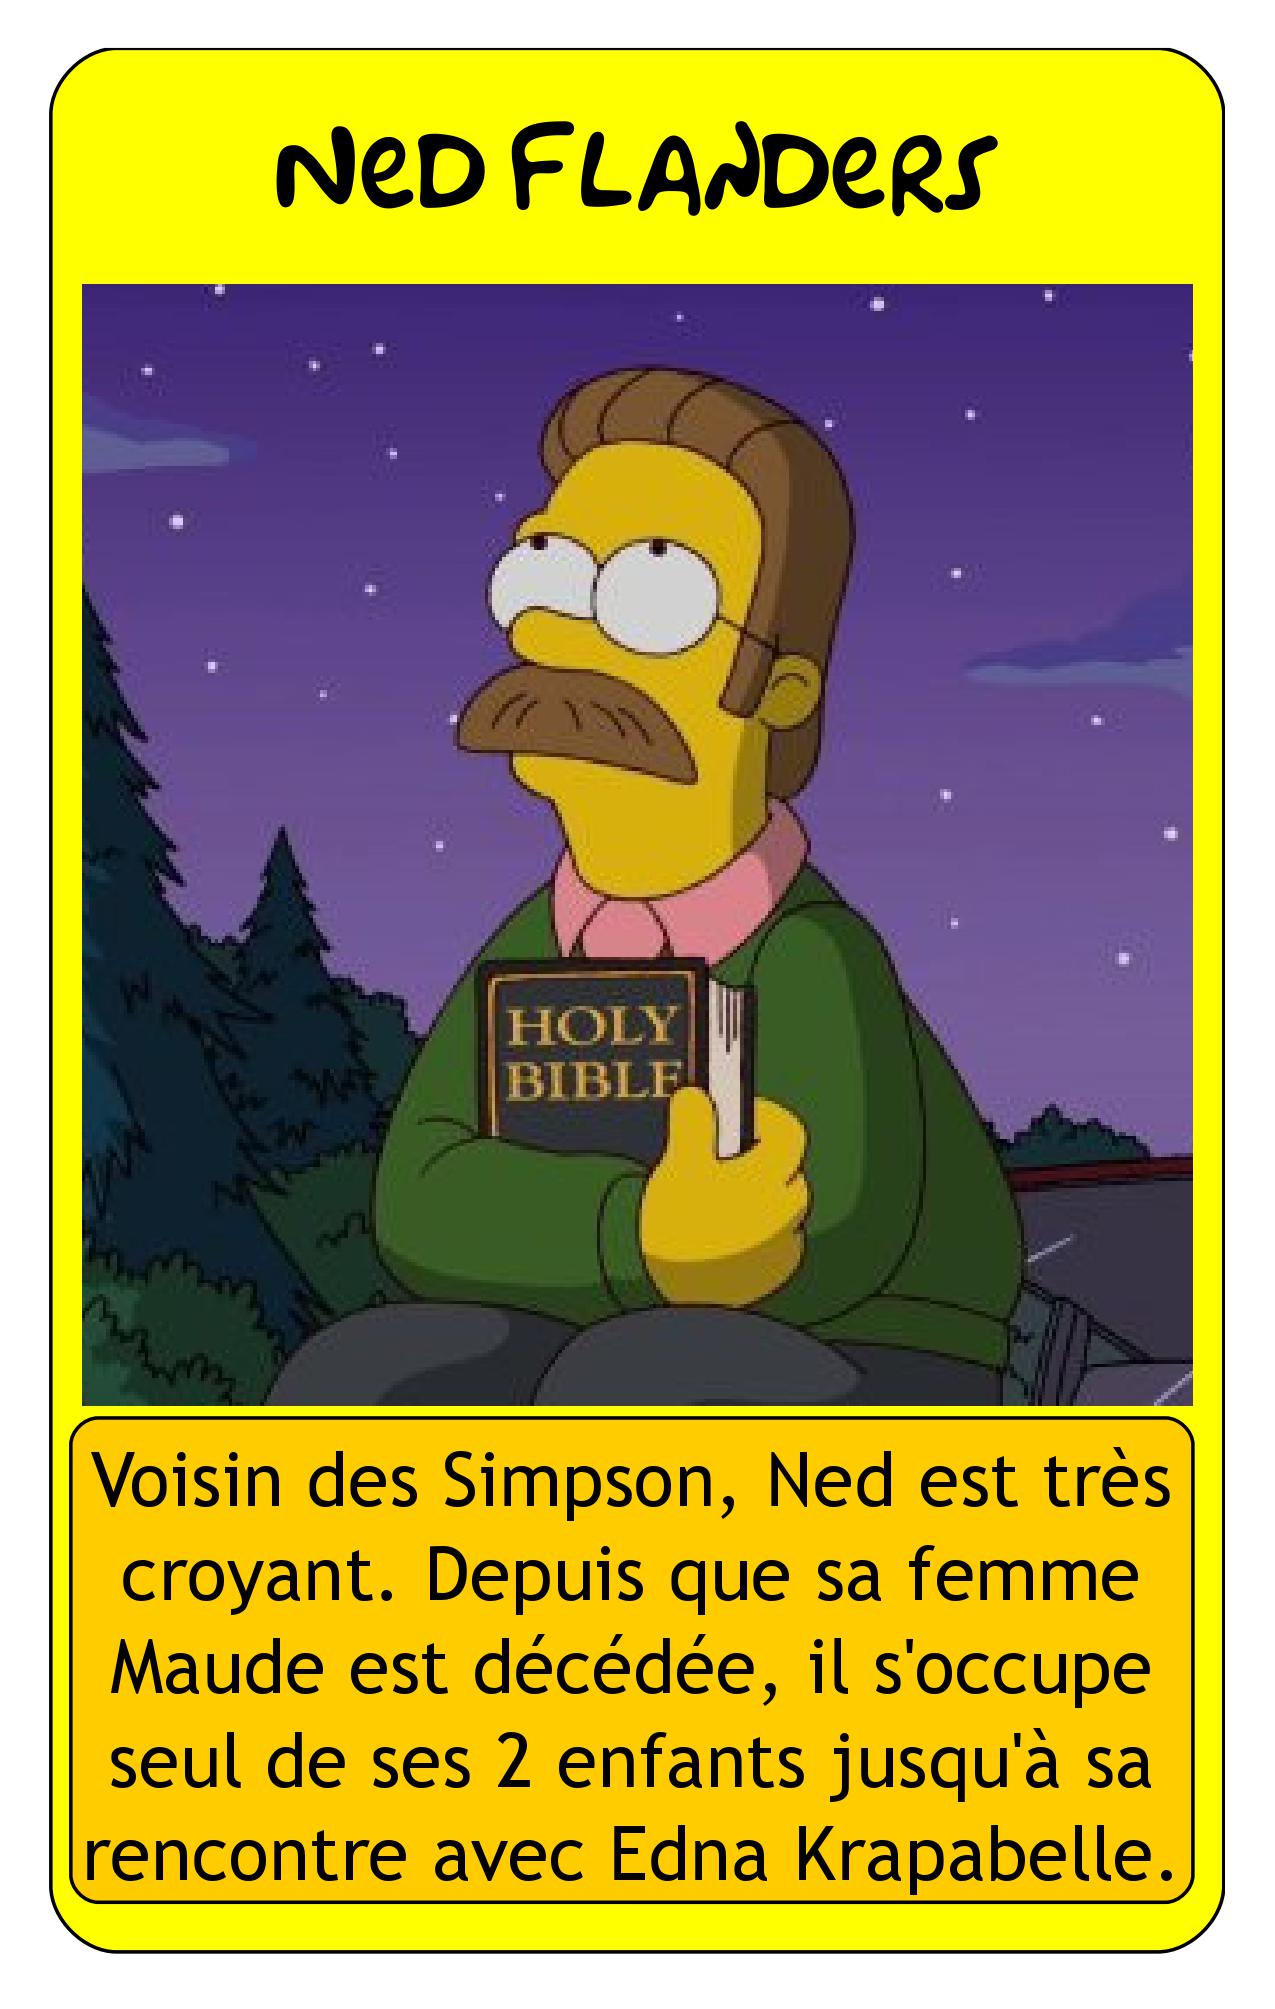 Ned Flanders
HOLY
BIBLE
Voisin des Simpson, Ned est très
croyant. Depuis que sa femme
Maude est décédée, il s'occupe
seul de ses 2 enfants jusqu'à sa
rencontre avec Edna Krapabelle.